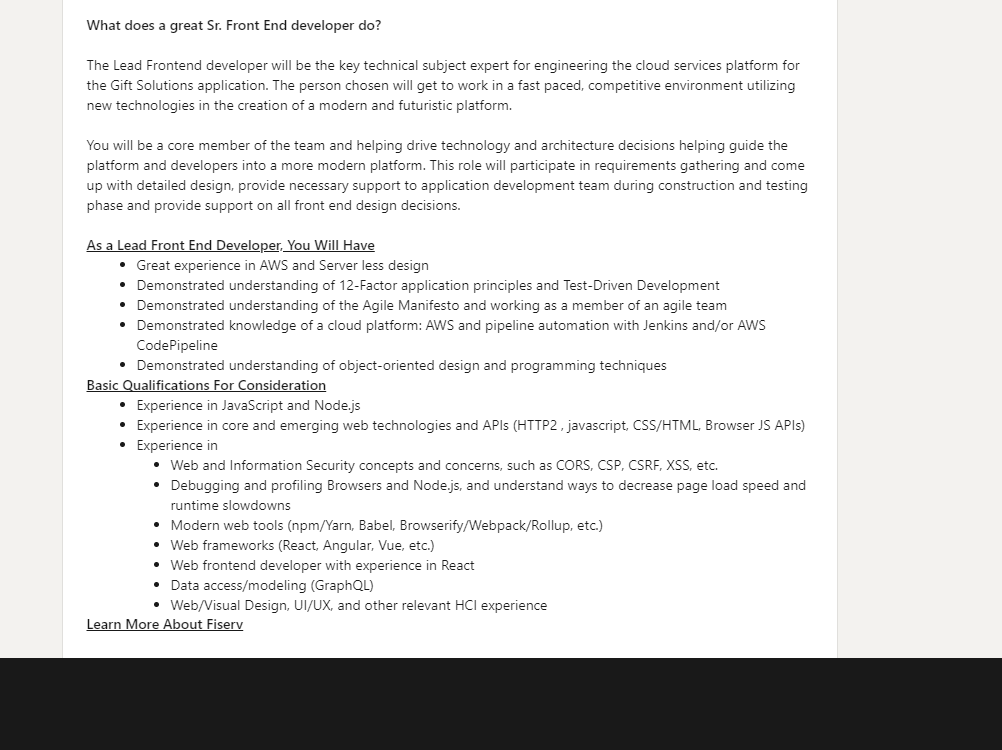 What does a great Sr. Front End developer do?
The Lead Frontend developer will be the key technical subject expert for engineering the cloud services platform for
the Gift Solutions application. The person chosen will get to work in a fast paced, competitive environment utilizing
new technologies in the creation of a modern and futuristic platform.
You will be a core member of the team and helping drive technology and architecture decisions helping guide the
platform and developers into a more modern platform. This role will participate in requirements gathering and come
up with detailed design, provide necessary support to application development team during construction and testing
phase and provide support on all front end design decisions.
As a Lead Front End Developer, You Will Have
• Great experience in AWS and Server less design
• Demonstrated understanding of 12-Factor application principles and Test-Driven Development
• Demonstrated understanding of the Agile Manifesto and working as a member of an agile team
• Demonstrated knowledge of a cloud platform: AWS and pipeline automation with Jenkins and/or AWS
CodePipeline
• Demonstrated understanding of object-oriented design and programming techniques
Basic Qualifications For Consideration
• Experience in JavaScript and Node.js
• Experience in core and emerging web technologies and APIs (HTTP2 , javascript, CSS/HTML, Browser JS APIs)
• Experience in
• Web and Information Security concepts and concerns, such as CORS, CSP, CSRF, XSS, etc.
• Debugging and profiling Browsers and Node.js, and understand ways to decrease page load speed and
runtime slowdowns
• Modern web tools (npm/Yarn, Babel, Browserify/Webpack/Rollup, etc.)
• Web frameworks (React, Angular, Vue, etc.)
• Web frontend developer with experience in React
• Data access/modeling (GraphQL)
• Web/Visual Design, UI/UX, and other relevant HCI experience
Learn More About Fiserv